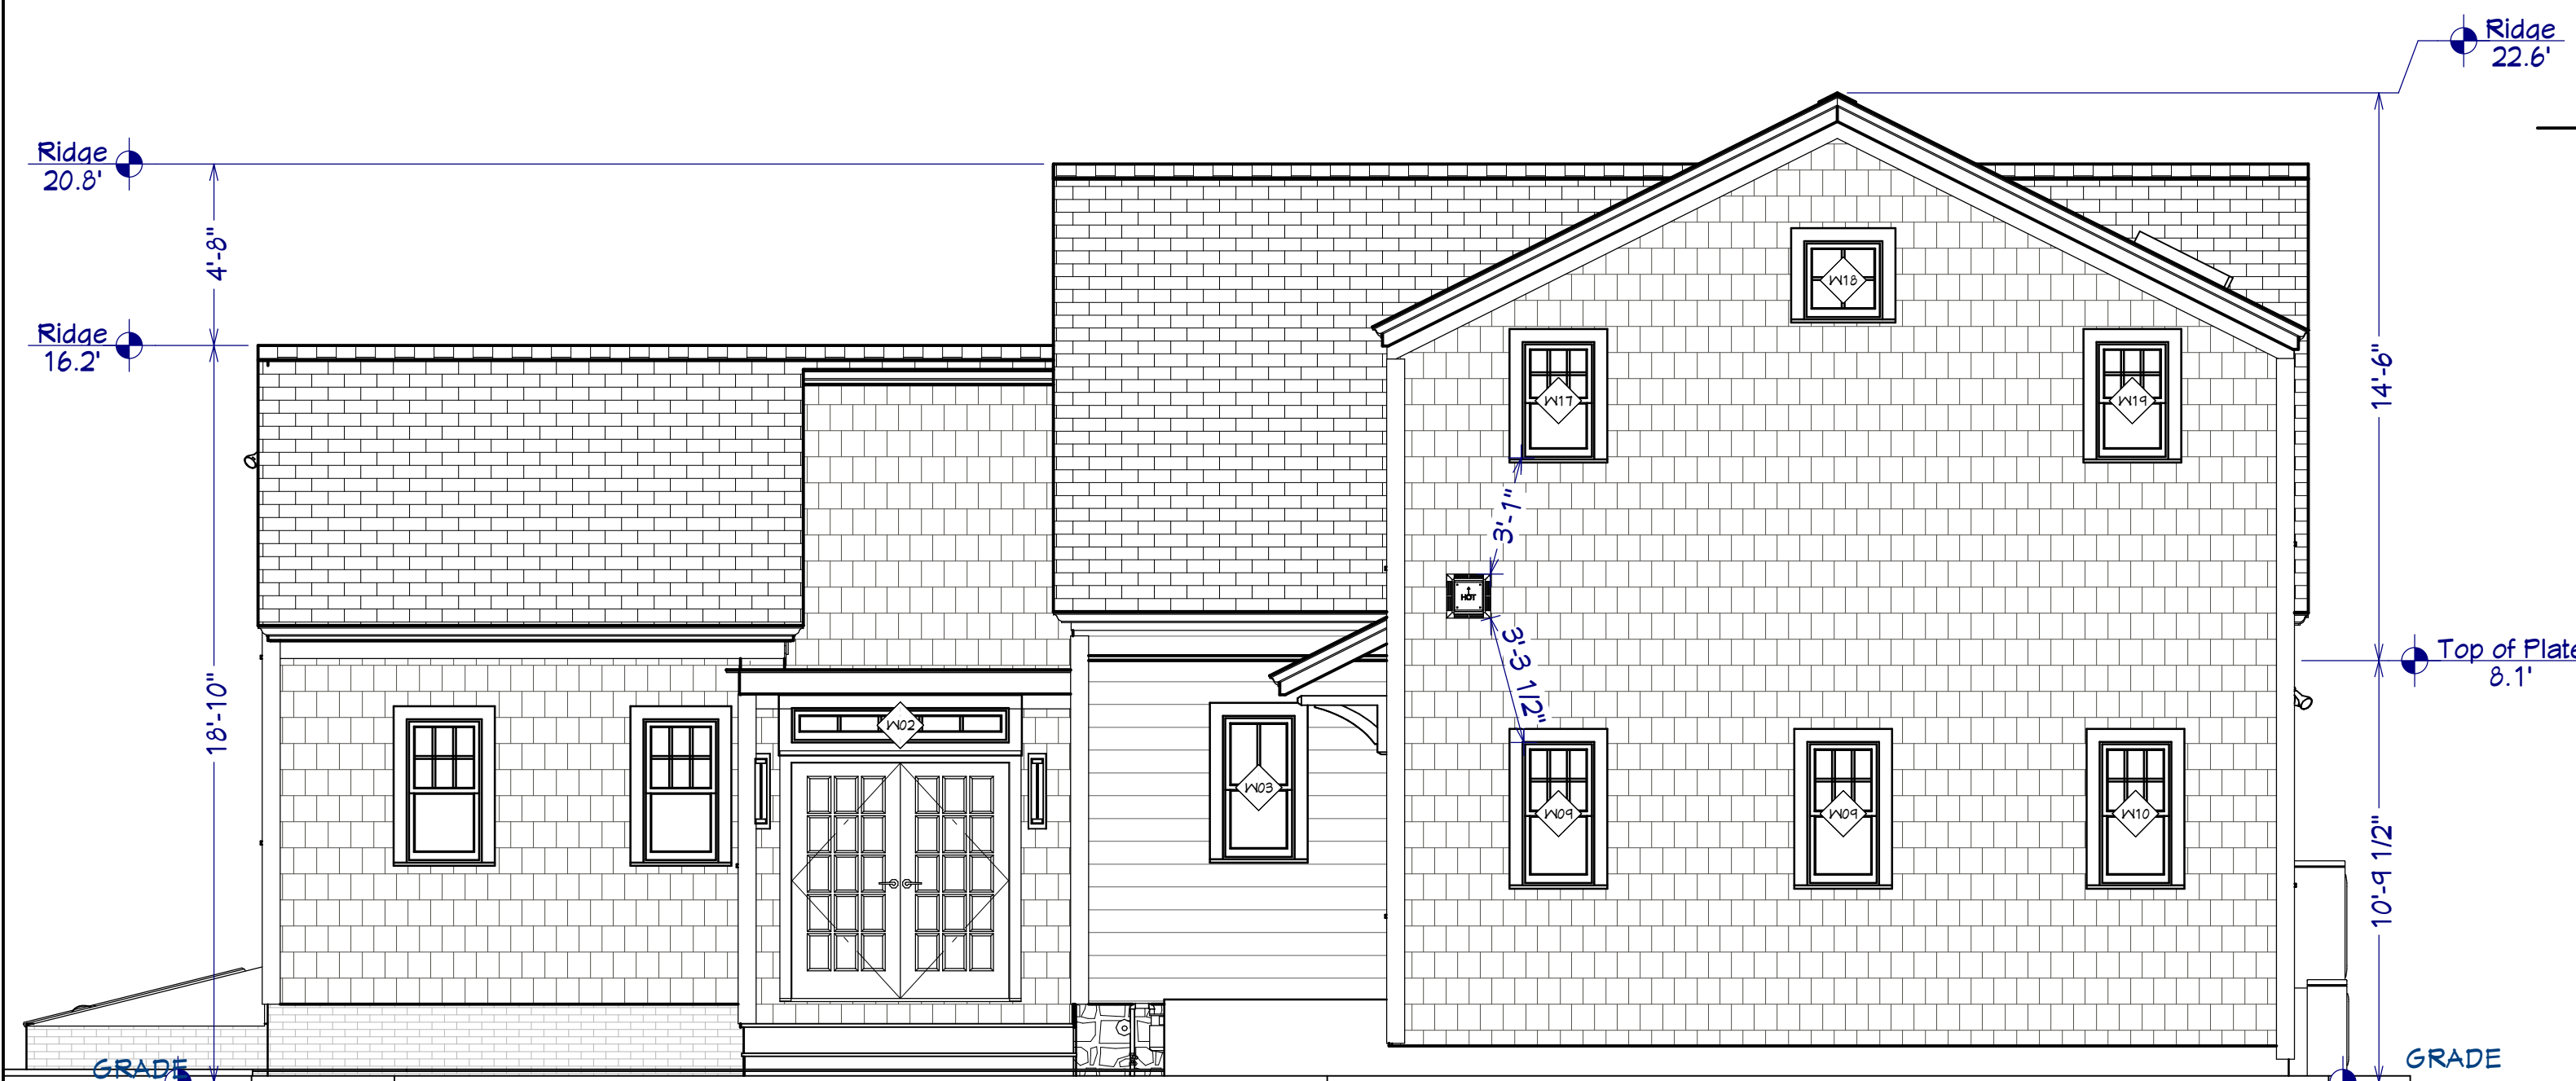 Ridge
22.6'
Ridge
20.8'
4'-8"
Ridge
16.2'
W18
14'-6"
W17
W19
3'-1"
HOT
3'-3 1/2"
Top of Plate
8.1'
18'-10"
W02
W03
W09
W09
W10
10'-9 1/2"
GRADE
GRADE